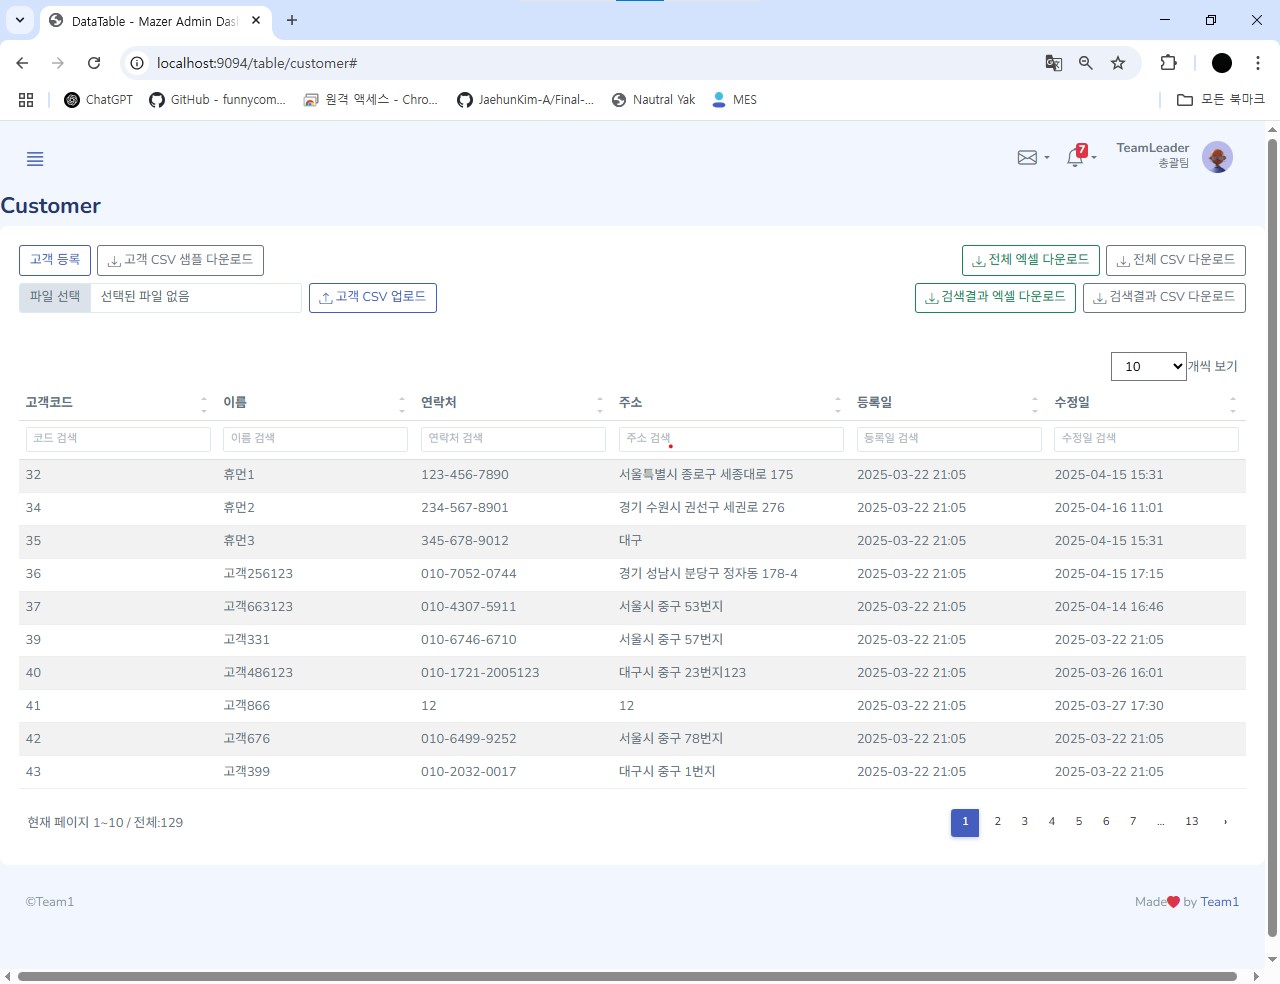 DataTable - Mazer Admin Das
localhost:9094/table/customer#
ChatGPT
GitHub - funnycom...
원격 액세스 - Chro...
JaehunKim-A/Final-...
Nautral Yak
MES
모든 북마크
7
TeamLeader
총괄팀
Customer
고객 등록
고객 CSV 샘플 다운로드
전체 엑셀 다운로드
전체 CSV 다운로드
파일 선택
선택된 파일 없음
고객 CSV 업로드
검색결과 엑셀 다운로드
검색결과 CSV 다운로드
10 개씩 보기
고객코드 이름 연락처 주소 등록일 수정일
코드 검색 이름 검색 연락처 검색 주소 검색 등록일 검색 수정일 검색
32 휴먼1 123-456-7890 서울특별시 종로구 세종대로 175 2025-03-22 21:05 2025-04-15 15:31
34 휴먼2 234-567-8901 경기 수원시 권선구 세권로 276 2025-03-22 21:05 2025-04-16 11:01
35 휴먼3 345-678-9012 대구 2025-03-22 21:05 2025-04-15 15:31
36 고객256123 010-7052-0744 경기 성남시 분당구 정자동 178-4 2025-03-22 21:05 2025-04-15 17:15
37 고객663123 010-4307-5911 서울시 중구 53번지 2025-03-22 21:05 2025-04-14 16:46
39 고객331 010-6746-6710 서울시 중구 57번지 2025-03-22 21:05 2025-03-22 21:05
40 고객486123 010-1721-2005123 대구시 중구 23번지123 2025-03-22 21:05 2025-03-26 16:01
41 고객866 12 12 2025-03-22 21:05 2025-03-27 17:30
42 고객676 010-6499-9252 서울시 중구 78번지 2025-03-22 21:05 2025-03-22 21:05
43 고객399 010-2032-0017 대구시 중구 1번지 2025-03-22 21:05 2025-03-22 21:05
현재 페이지 1~10 / 전체:129
1 2 3 4 5 6 7 … 13 ›
©Team1
Made❤️ by Team1